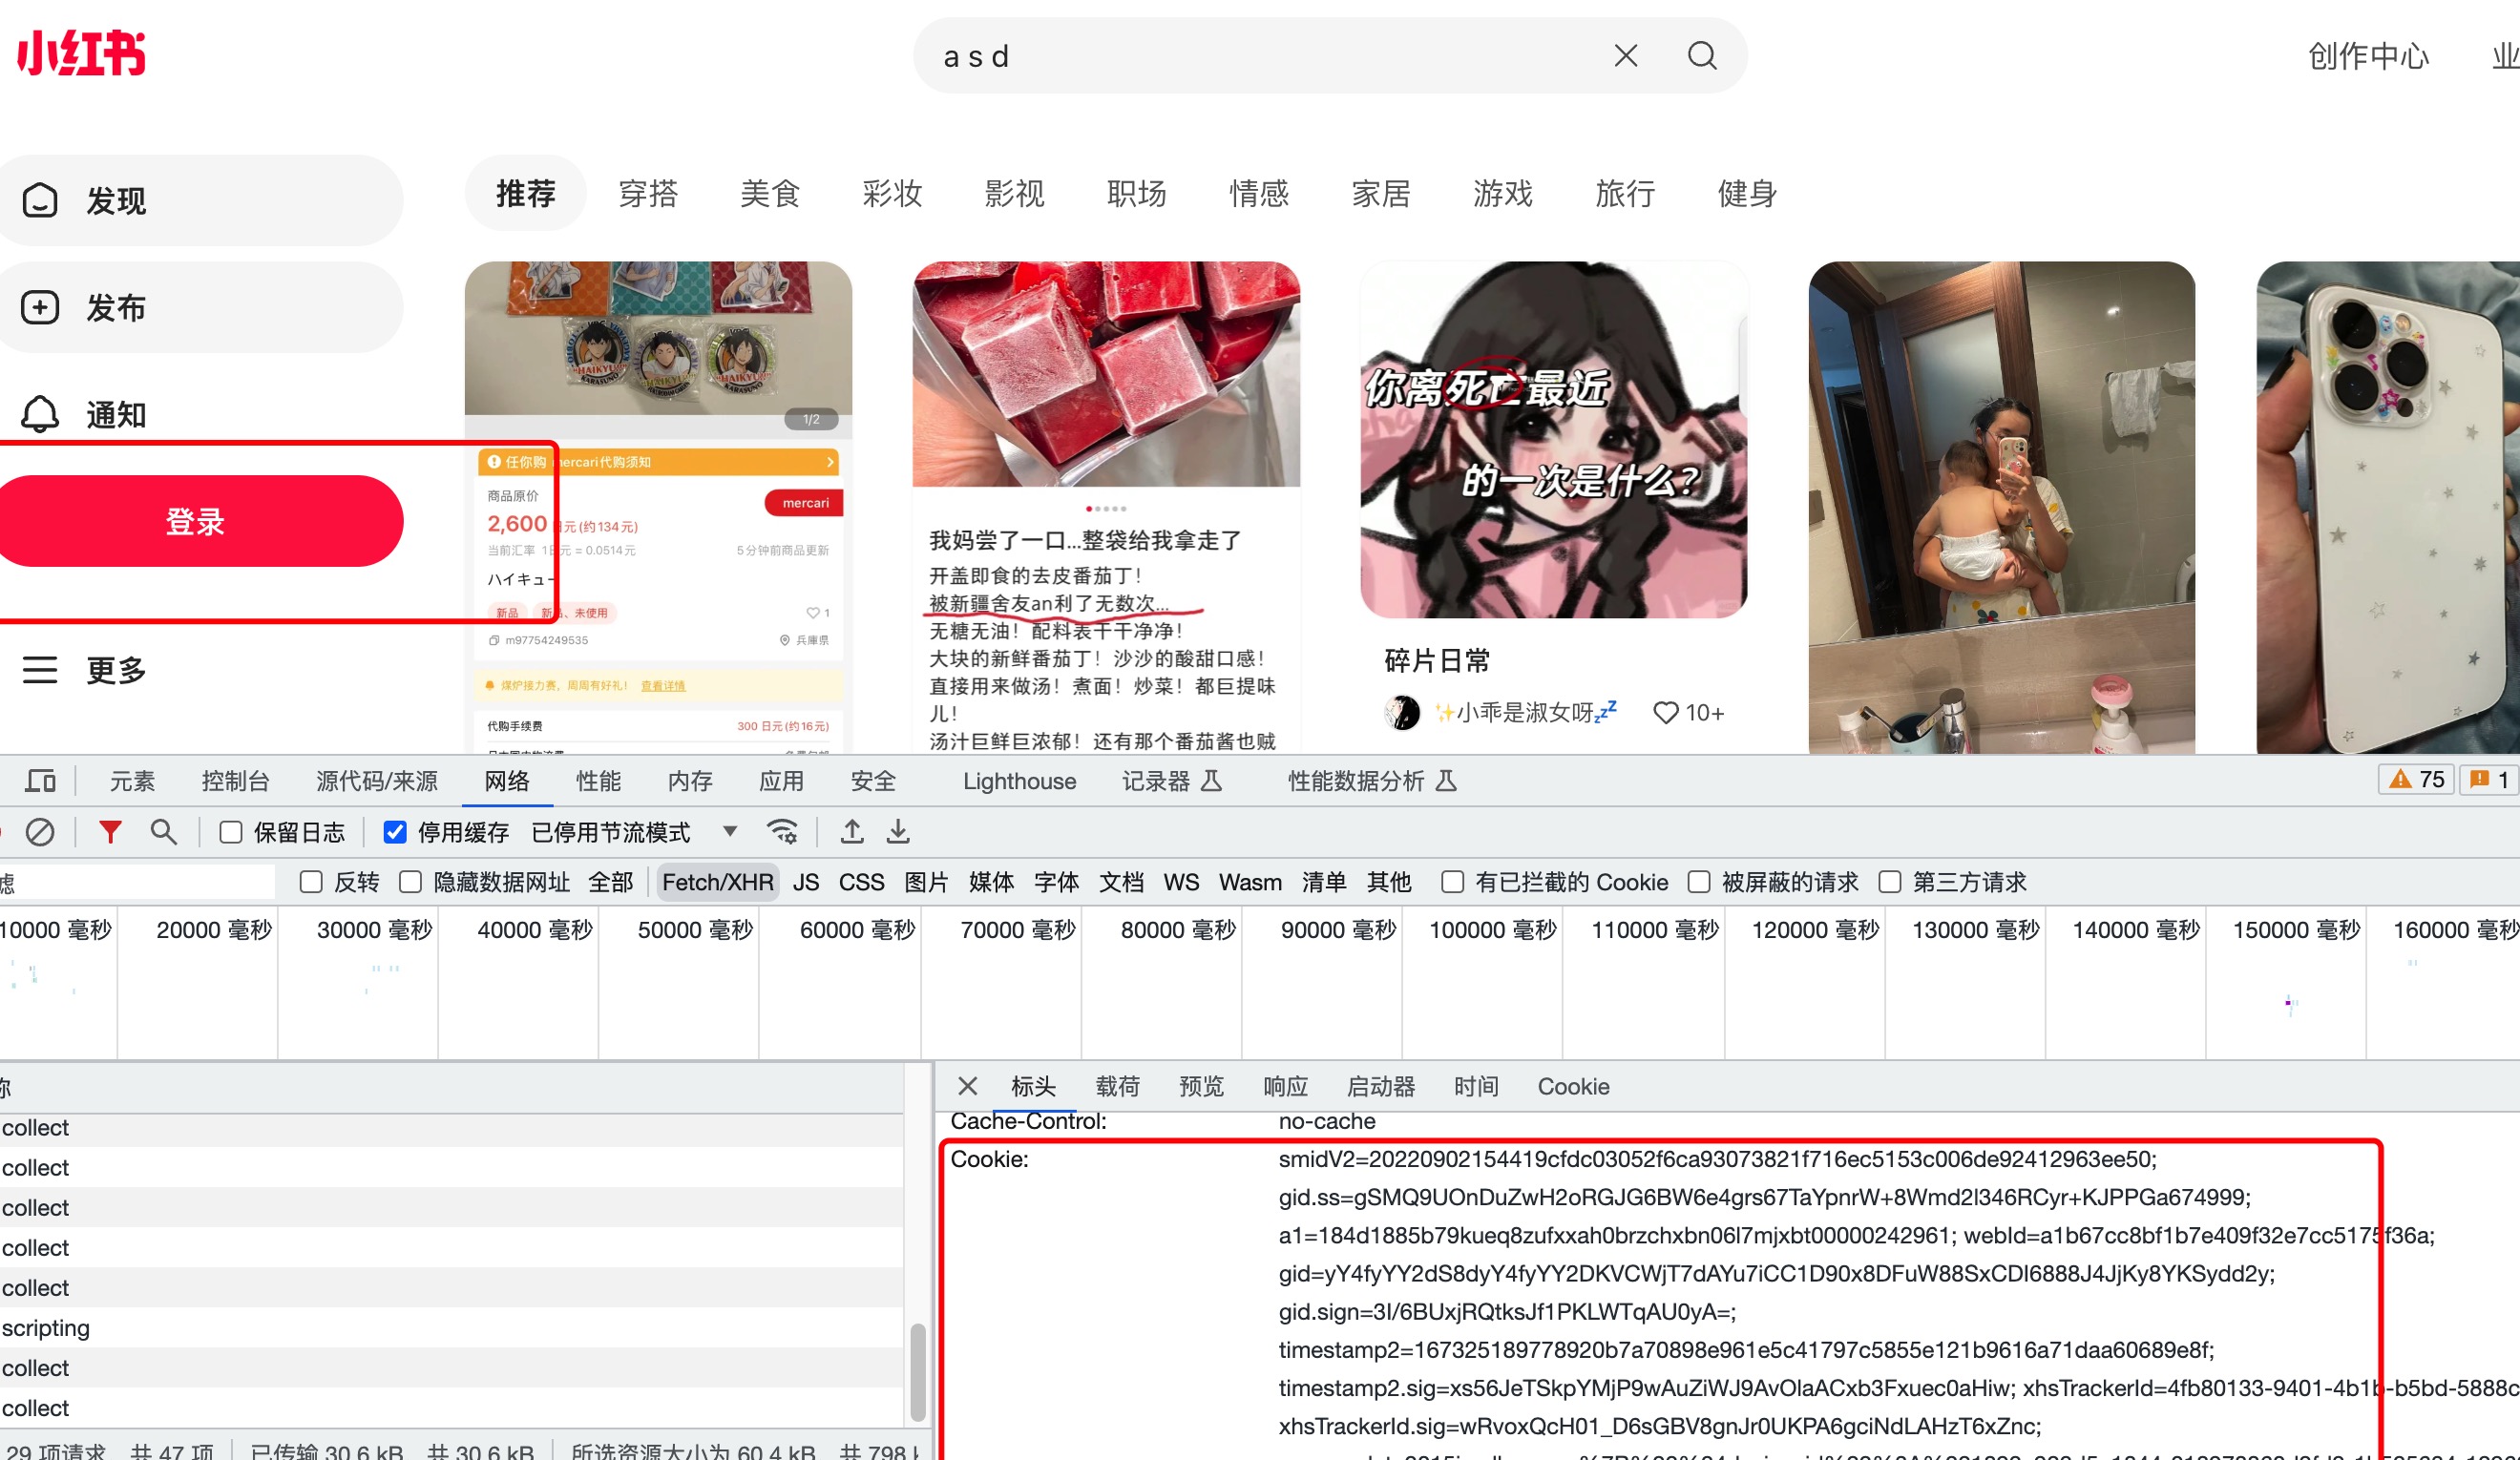 小红书
a s d
创作中心
业
发现
发布
通知
登录
更多
推荐 穿搭 美食 彩妆 影视 职场 情感 家居 游戏 旅行 健身
HAIKYU!!
KARASUNO
1/2
任你购 mercari代购须知
商品原价
mercari
2,600 日元(约134元)
当前汇率 1日元 = 0.0514元
5分钟前商品更新
ハイキュー
新品 新品、未使用
1
m97754249535
兵庫県
煤炉接力赛，周周有好礼！ 查看详情
代购手续费 300 日元(约16元)
我妈尝了一口...整袋给我拿走了
开盖即食的去皮番茄丁！
被新疆舍友an利了无数次...
无糖无油！配料表干干净净！
大块的新鲜番茄丁！沙沙的酸甜口感！
直接用来做汤！煮面！炒菜！都巨提味
儿！
汤汁巨鲜巨浓郁！还有那个番茄酱也贼
你离死亡最近
的一次是什么？
碎片日常
✨小乖是淑女呀💤
10+
元素 控制台 源代码/来源 网络 性能 内存 应用 安全 Lighthouse 记录器 性能数据分析
75
1
保留日志 停用缓存 已停用节流模式
滤 反转 隐藏数据网址 全部 Fetch/XHR JS CSS 图片 媒体 字体 文档 WS Wasm 清单 其他 有已拦截的 Cookie 被屏蔽的请求 第三方请求
10000 毫秒 20000 毫秒 30000 毫秒 40000 毫秒 50000 毫秒 60000 毫秒 70000 毫秒 80000 毫秒 90000 毫秒 100000 毫秒 110000 毫秒 120000 毫秒 130000 毫秒 140000 毫秒 150000 毫秒 160000 毫秒
称
collect
collect
collect
collect
collect
scripting
collect
collect
29 项请求 共 47 项 已传输 30.6 kB 共 30.6 kB 所选资源大小为 60.4 kB 共 798
标头 载荷 预览 响应 启动器 时间 Cookie
Cache-Control: no-cache
Cookie: smidV2=20220902154419cfdc03052f6ca93073821f716ec5153c006de92412963ee50;
gid.ss=gSMQ9UOnDuZwH2oRGJG6BW6e4grs67TaYpnrW+8Wmd2l346RCyr+KJPPGa674999;
a1=184d1885b79kueq8zufxxah0brzchxbn06l7mjxbt00000242961; webId=a1b67cc8bf1b7e409f32e7cc5175f36a;
gid=yY4fyYY2dS8dyY4fyYY2DKVCWjT7dAYu7iCC1D90x8DFuW88SxCDl6888J4JjKy8YKSydd2y;
gid.sign=3I/6BUxjRQtksJf1PKLWTqAU0yA=;
timestamp2=167325189778920b7a70898e961e5c41797c5855e121b9616a71daa60689e8f;
timestamp2.sig=xs56JeTSkpYMjP9wAuZiWJ9AvOlaACxb3Fxuec0aHiw; xhsTrackerId=4fb80133-9401-4b1b-b5bd-5888c
xhsTrackerId.sig=wRvoxQcH01_D6sGBV8gnJr0UKPA6gciNdLAHzT6xZnc;